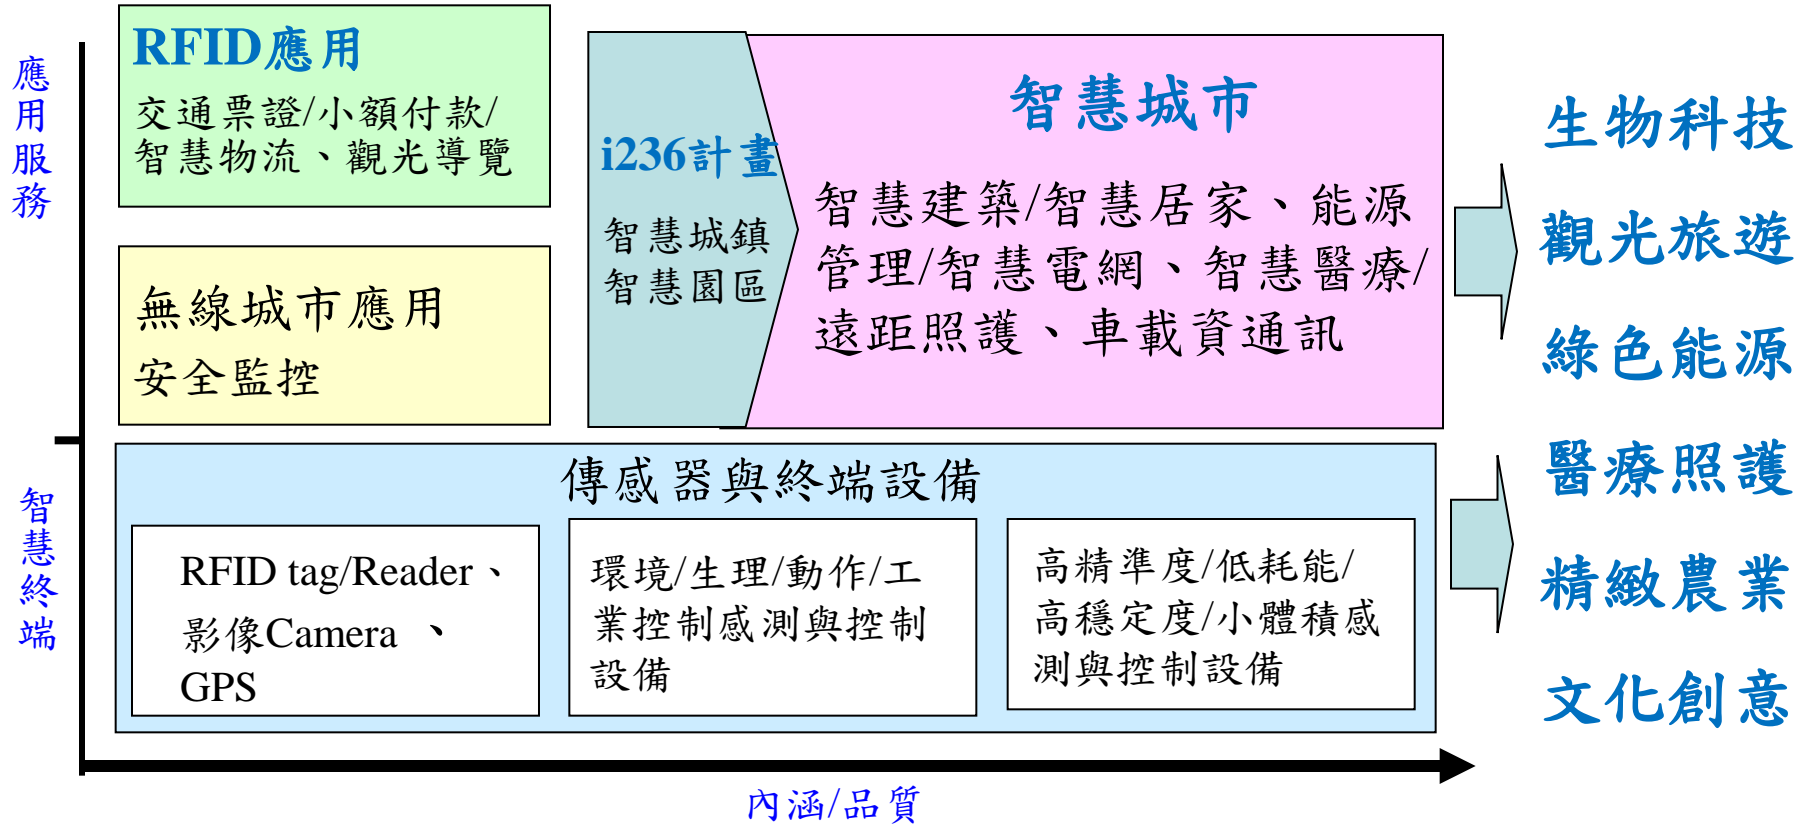 應用服務
RFID應用
交通票證/小額付款/
智慧物流、觀光導覽
無線城市應用
安全監控
i236計畫
智慧城鎮
智慧園區
智慧城市
智慧建築/智慧居家、能源
管理/智慧電網、智慧醫療/
遠距照護、車載資通訊
智慧終端
傳感器與終端設備
RFID tag/Reader、
影像Camera 、
GPS
環境/生理/動作/工
業控制感測與控制
設備
高精準度/低耗能/
高穩定度/小體積感
測與控制設備
內涵/品質
生物科技
觀光旅遊
綠色能源
醫療照護
精緻農業
文化創意